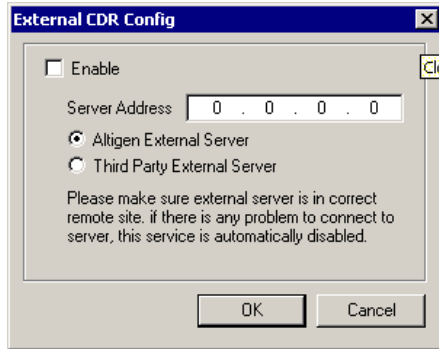 External CDR Config
Enable
Cl
Server Address 0 . 0 . 0 . 0
Altigen External Server
Third Party External Server
Please make sure external server is in correct
remote site. if there is any problem to connect to
server, this service is automatically disabled.
OK Cancel